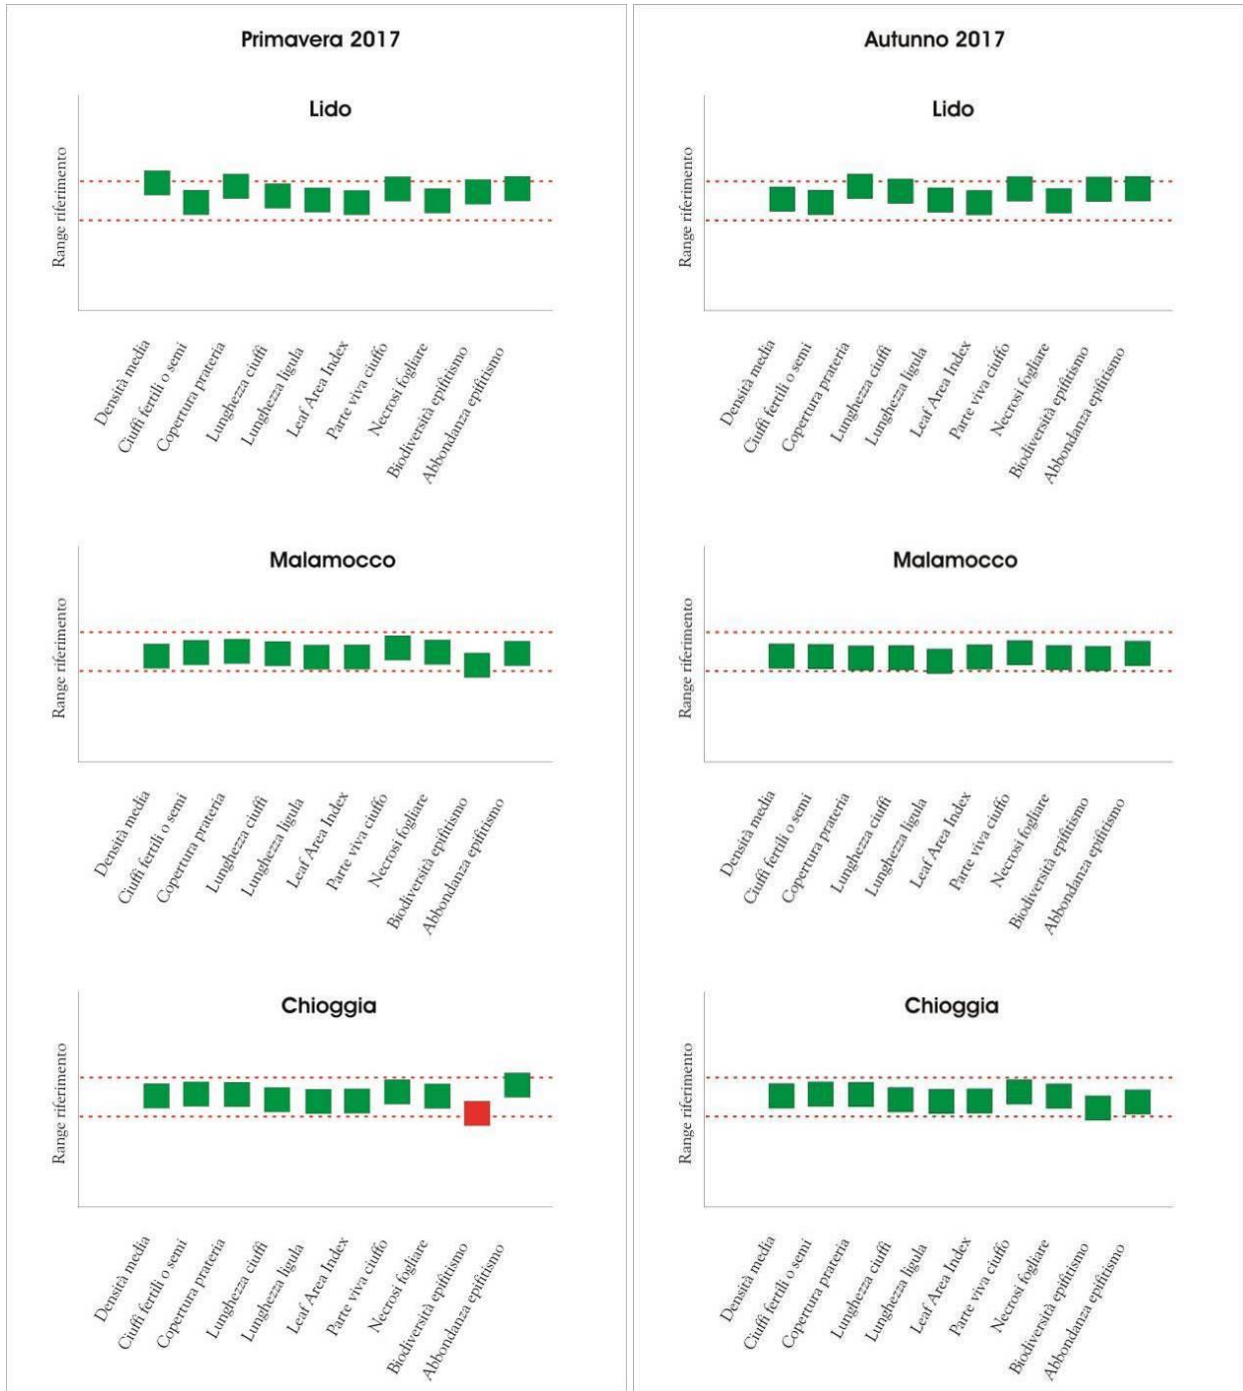 Primavera 2017
Lido
Range riferimento
Densità media
Ciuffi fertili o semi
Copertura prateria
Lunghezza ciuffi
Lunghezza ligula
Leaf Area Index
Parte viva ciuffo
Necrosi fogliare
Biodiversità epifitismo
Abbondanza epifitismo
Malamocco
Range riferimento
Densità media
Ciuffi fertili o semi
Copertura prateria
Lunghezza ciuffi
Lunghezza ligula
Leaf Area Index
Parte viva ciuffo
Necrosi fogliare
Biodiversità epifitismo
Abbondanza epifitismo
Chioggia
Range riferimento
Densità media
Ciuffi fertili o semi
Copertura prateria
Lunghezza ciuffi
Lunghezza ligula
Leaf Area Index
Parte viva ciuffo
Necrosi fogliare
Biodiversità epifitismo
Abbondanza epifitismo
Autunno 2017
Lido
Range riferimento
Densità media
Ciuffi fertili o semi
Copertura prateria
Lunghezza ciuffi
Lunghezza ligula
Leaf Area Index
Parte viva ciuffo
Necrosi fogliare
Biodiversità epifitismo
Abbondanza epifitismo
Malamocco
Range riferimento
Densità media
Ciuffi fertili o semi
Copertura prateria
Lunghezza ciuffi
Lunghezza ligula
Leaf Area Index
Parte viva ciuffo
Necrosi fogliare
Biodiversità epifitismo
Abbondanza epifitismo
Chioggia
Range riferimento
Densità media
Ciuffi fertili o semi
Copertura prateria
Lunghezza ciuffi
Lunghezza ligula
Leaf Area Index
Parte viva ciuffo
Necrosi fogliare
Biodiversità epifitismo
Abbondanza epifitismo